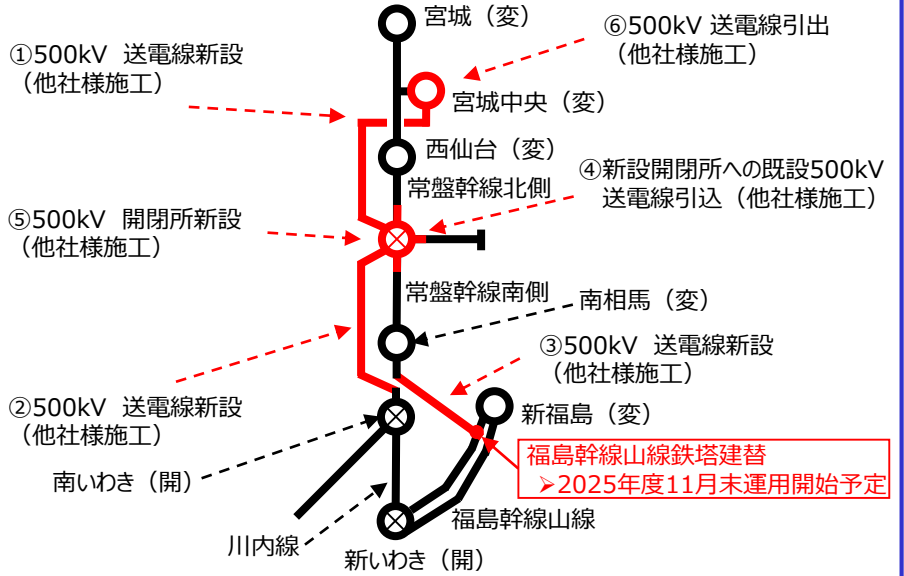 宮城（変）
①500kV 送電線新設
（他社様施工）
⑥500kV 送電線引出
（他社様施工）
宮城中央（変）
西仙台（変）
常盤幹線北側
④新設開閉所への既設500kV
送電線引込（他社様施工）
⑤500kV 開閉所新設
（他社様施工）
常盤幹線南側
南相馬（変）
③500kV 送電線新設
（他社様施工）
②500kV 送電線新設
（他社様施工）
新福島（変）
福島幹線山線鉄塔建替
➢2025年度11月末運用開始予定
南いわき（開）
福島幹線山線
川内線
新いわき（開）